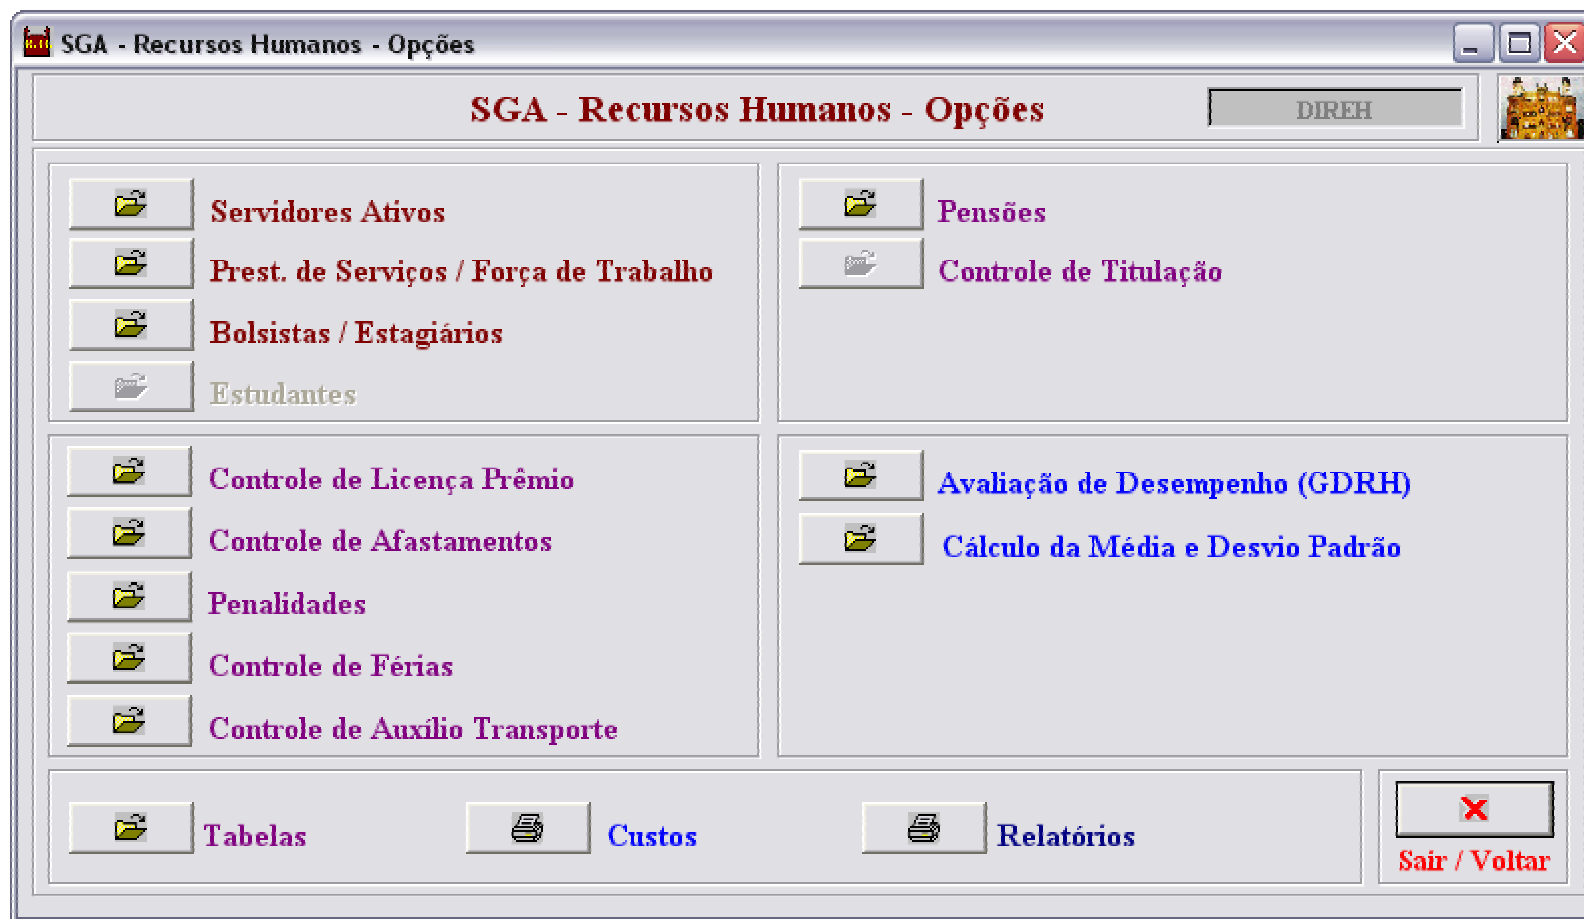 SGA - Recursos Humanos - Opções
SGA - Recursos Humanos - Opções
DIREH
Servidores Ativos
Prest. de Serviços / Força de Trabalho
Bolsistas / Estagiários
Estudantes
Pensões
Controle de Titulação
Controle de Licença Prêmio
Controle de Afastamentos
Penalidades
Controle de Férias
Controle de Auxílio Transporte
Avaliação de Desempenho (GDRH)
Cálculo da Média e Desvio Padrão
Tabelas
Custos
Relatórios
Sair / Voltar